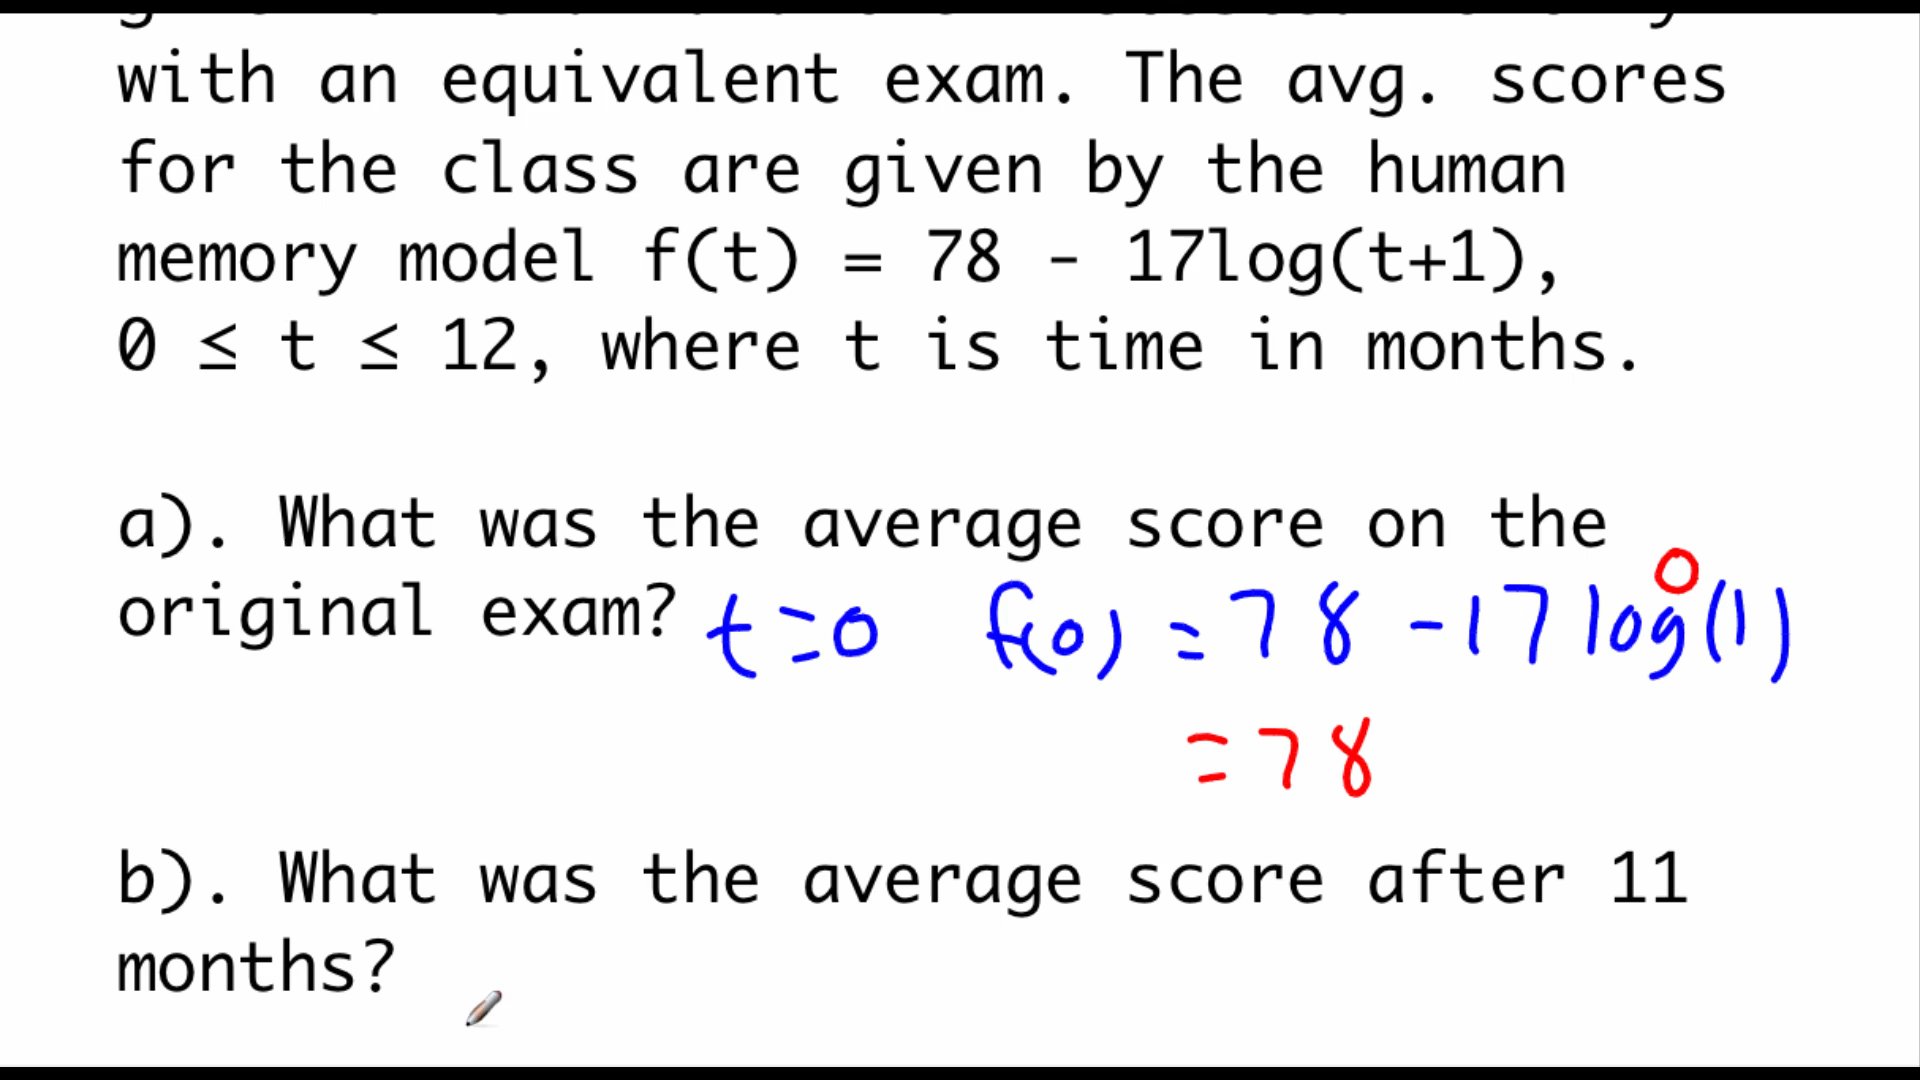 with an equivalent exam. The avg. scores
for the class are given by the human
memory model f(t) = 78 - 17log(t+1),
0 ≤ t ≤ 12, where t is time in months.
a). What was the average score on the
original exam? t=0 f(0) = 78 - 17 log(1) 0
= 78
b). What was the average score after 11
months?